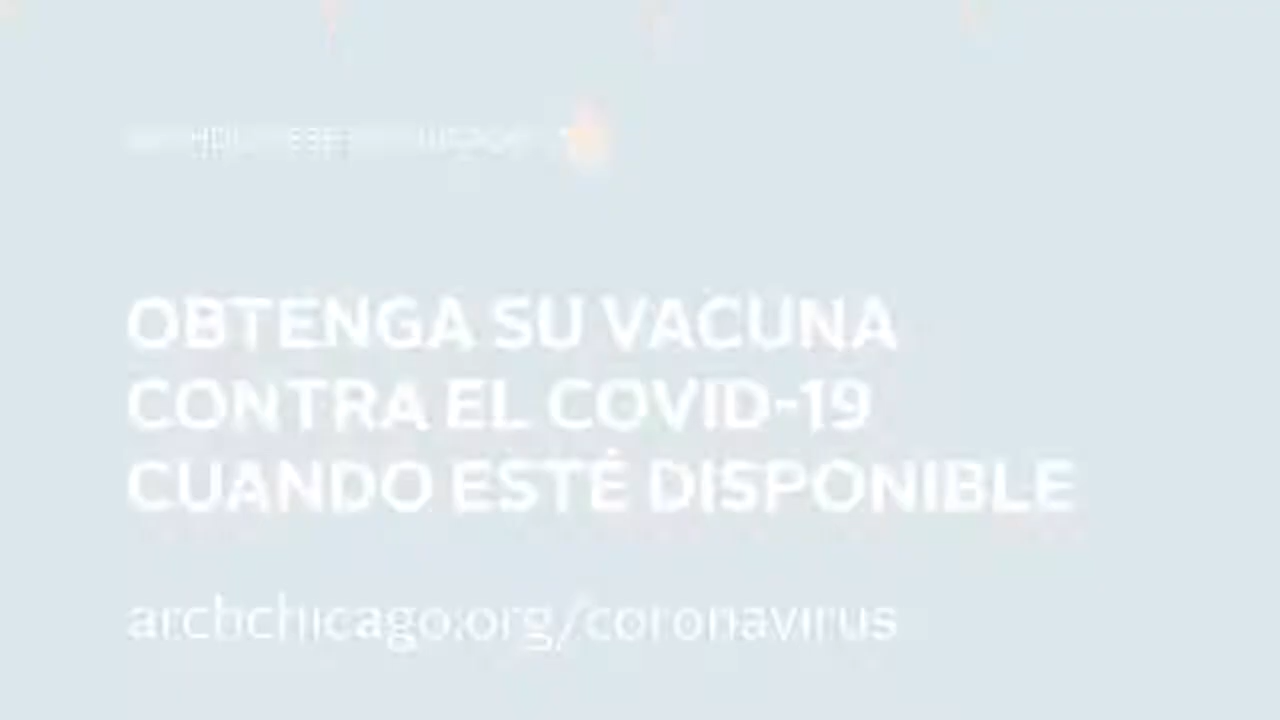 OBTENGA SU VACUNA
CONTRA EL COVID-19
CUANDO ESTÉ DISPONIBLE
archchicago.org/coronavirus